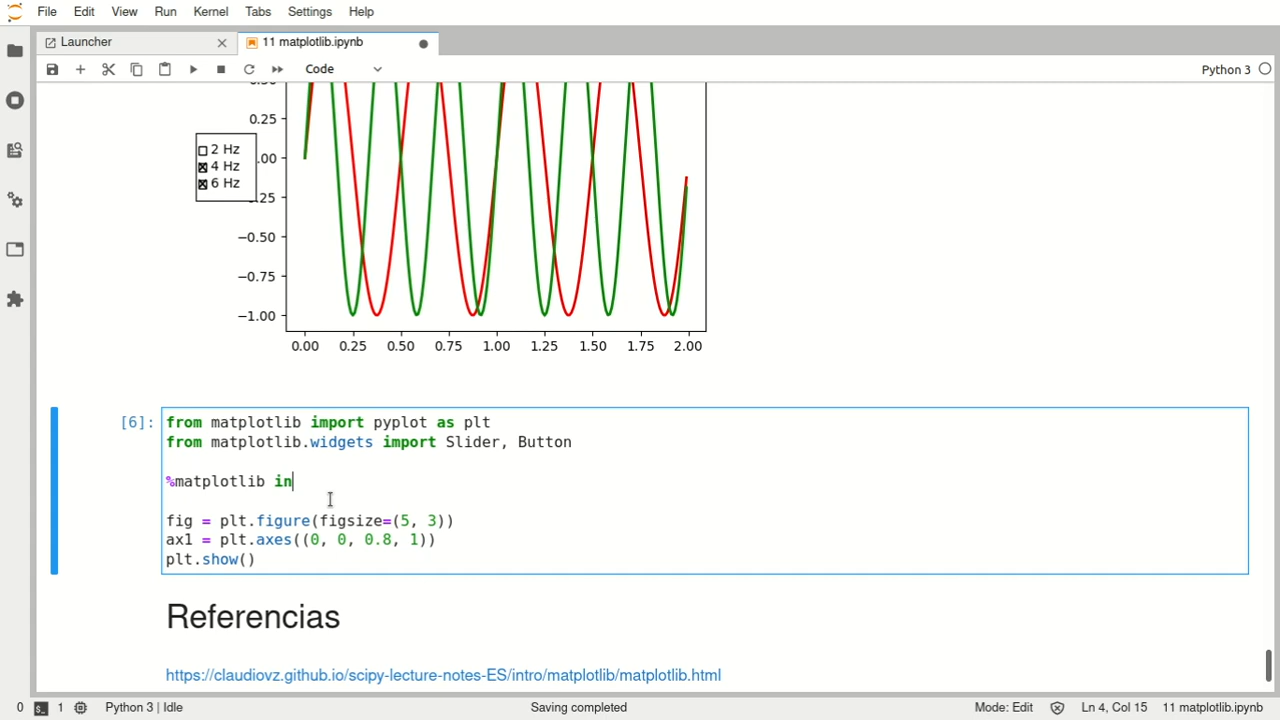 File Edit View Run Kernel Tabs Settings Help
Launcher
11 matplotlib.ipynb
Code
Python 3
0.25
2 Hz
4 Hz
6 Hz
−0.50
−0.75
−1.00
0.00 0.25 0.50 0.75 1.00 1.25 1.50 1.75 2.00
[6]:
from matplotlib import pyplot as plt
from matplotlib.widgets import Slider, Button
%matplotlib in
fig = plt.figure(figsize=(5, 3))
ax1 = plt.axes((0, 0, 0.8, 1))
plt.show()
Referencias
https://claudiovz.github.io/scipy-lecture-notes-ES/intro/matplotlib/matplotlib.html
0 1 Python 3 | Idle Saving completed Mode: Edit Ln 4, Col 15 11 matplotlib.ipynb